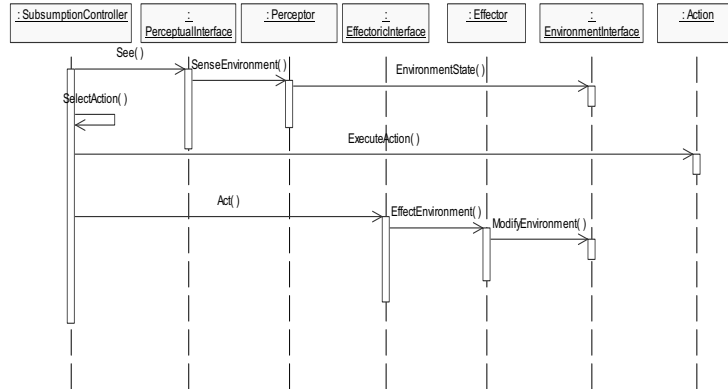 : SubsumptionController
:
PerceptualInterface
: Perceptor
:
EffectoricInterface
: Effector
:
EnvironmentInterface
: Action
See( )
SenseEnvironment( )
EnvironmentState( )
SelectAction( )
ExecuteAction( )
Act( )
EffectEnvironment( )
ModifyEnvironment( )